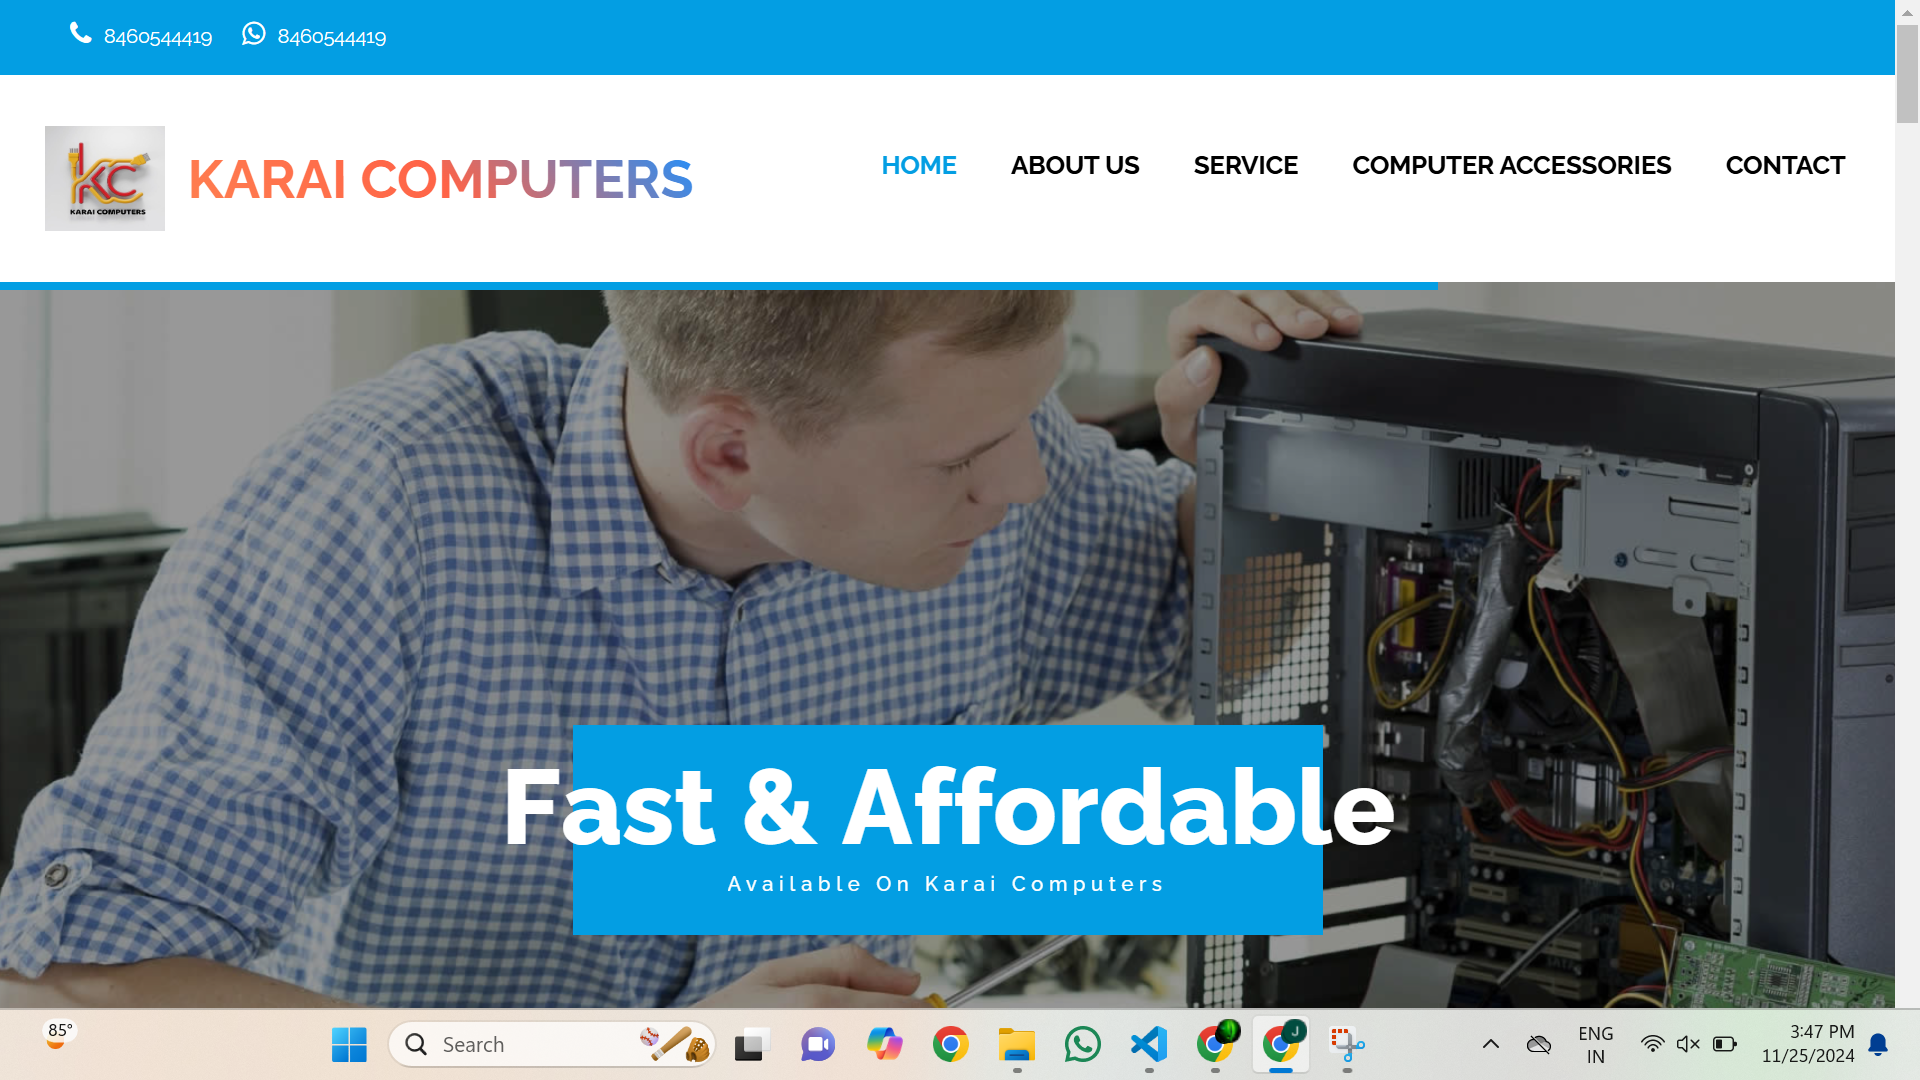 8460544419 8460544419
KC
KARAI COMPUTERS
KARAI COMPUTERS
HOME ABOUT US SERVICE COMPUTER ACCESSORIES CONTACT
Fast & Affordable
Available On Karai Computers
85°
Search
J
ENG
IN
3:47 PM
11/25/2024